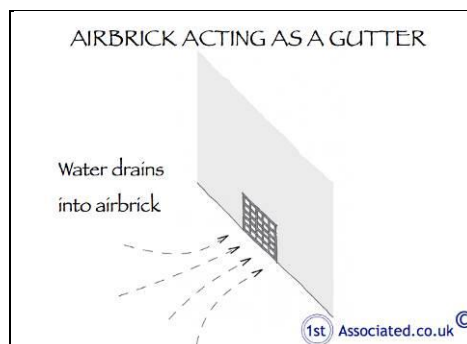 AIRBRICK ACTING AS A GUTTER
Water drains
into airbrick
1st Associated.co.uk ©